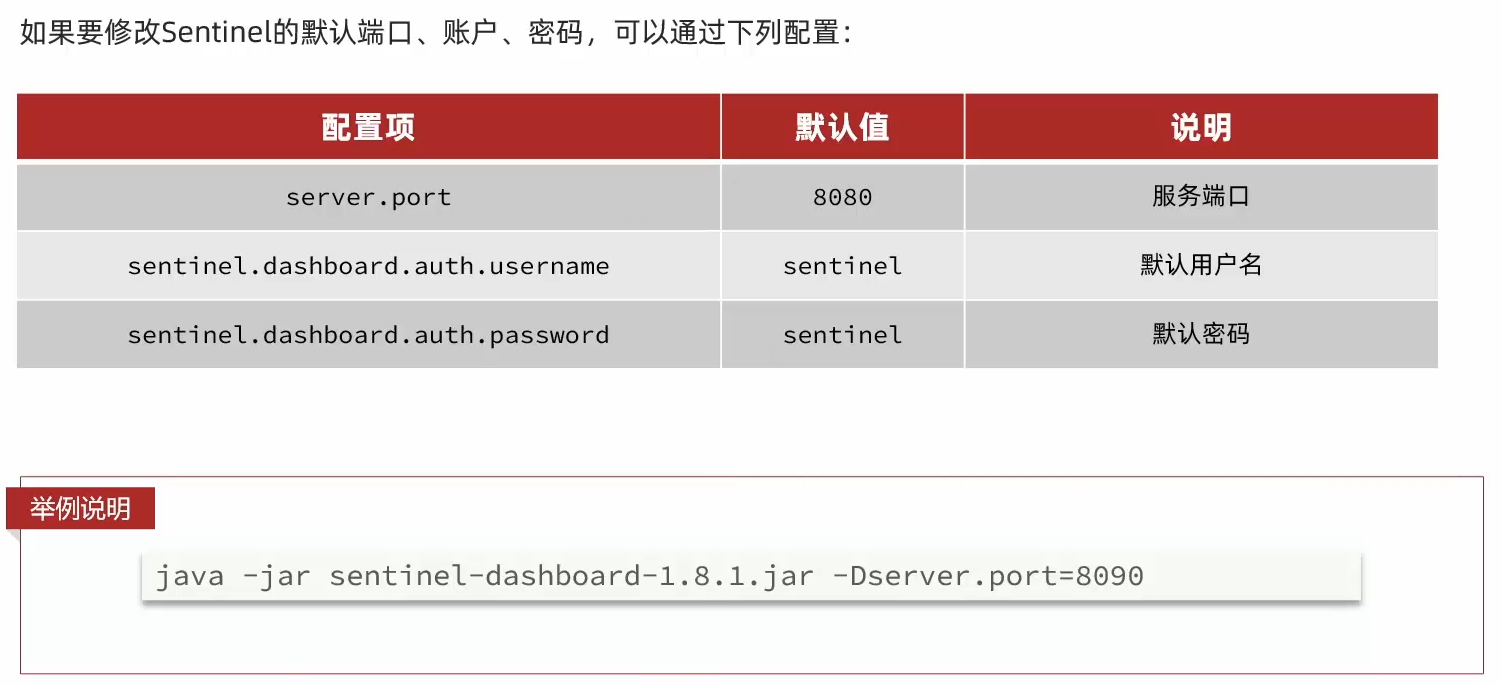 如果要修改Sentinel的默认端口、账户、密码，可以通过下列配置：
配置项 默认值 说明
server.port 8080 服务端口
sentinel.dashboard.auth.username sentinel 默认用户名
sentinel.dashboard.auth.password sentinel 默认密码
举例说明
java -jar sentinel-dashboard-1.8.1.jar -Dserver.port=8090